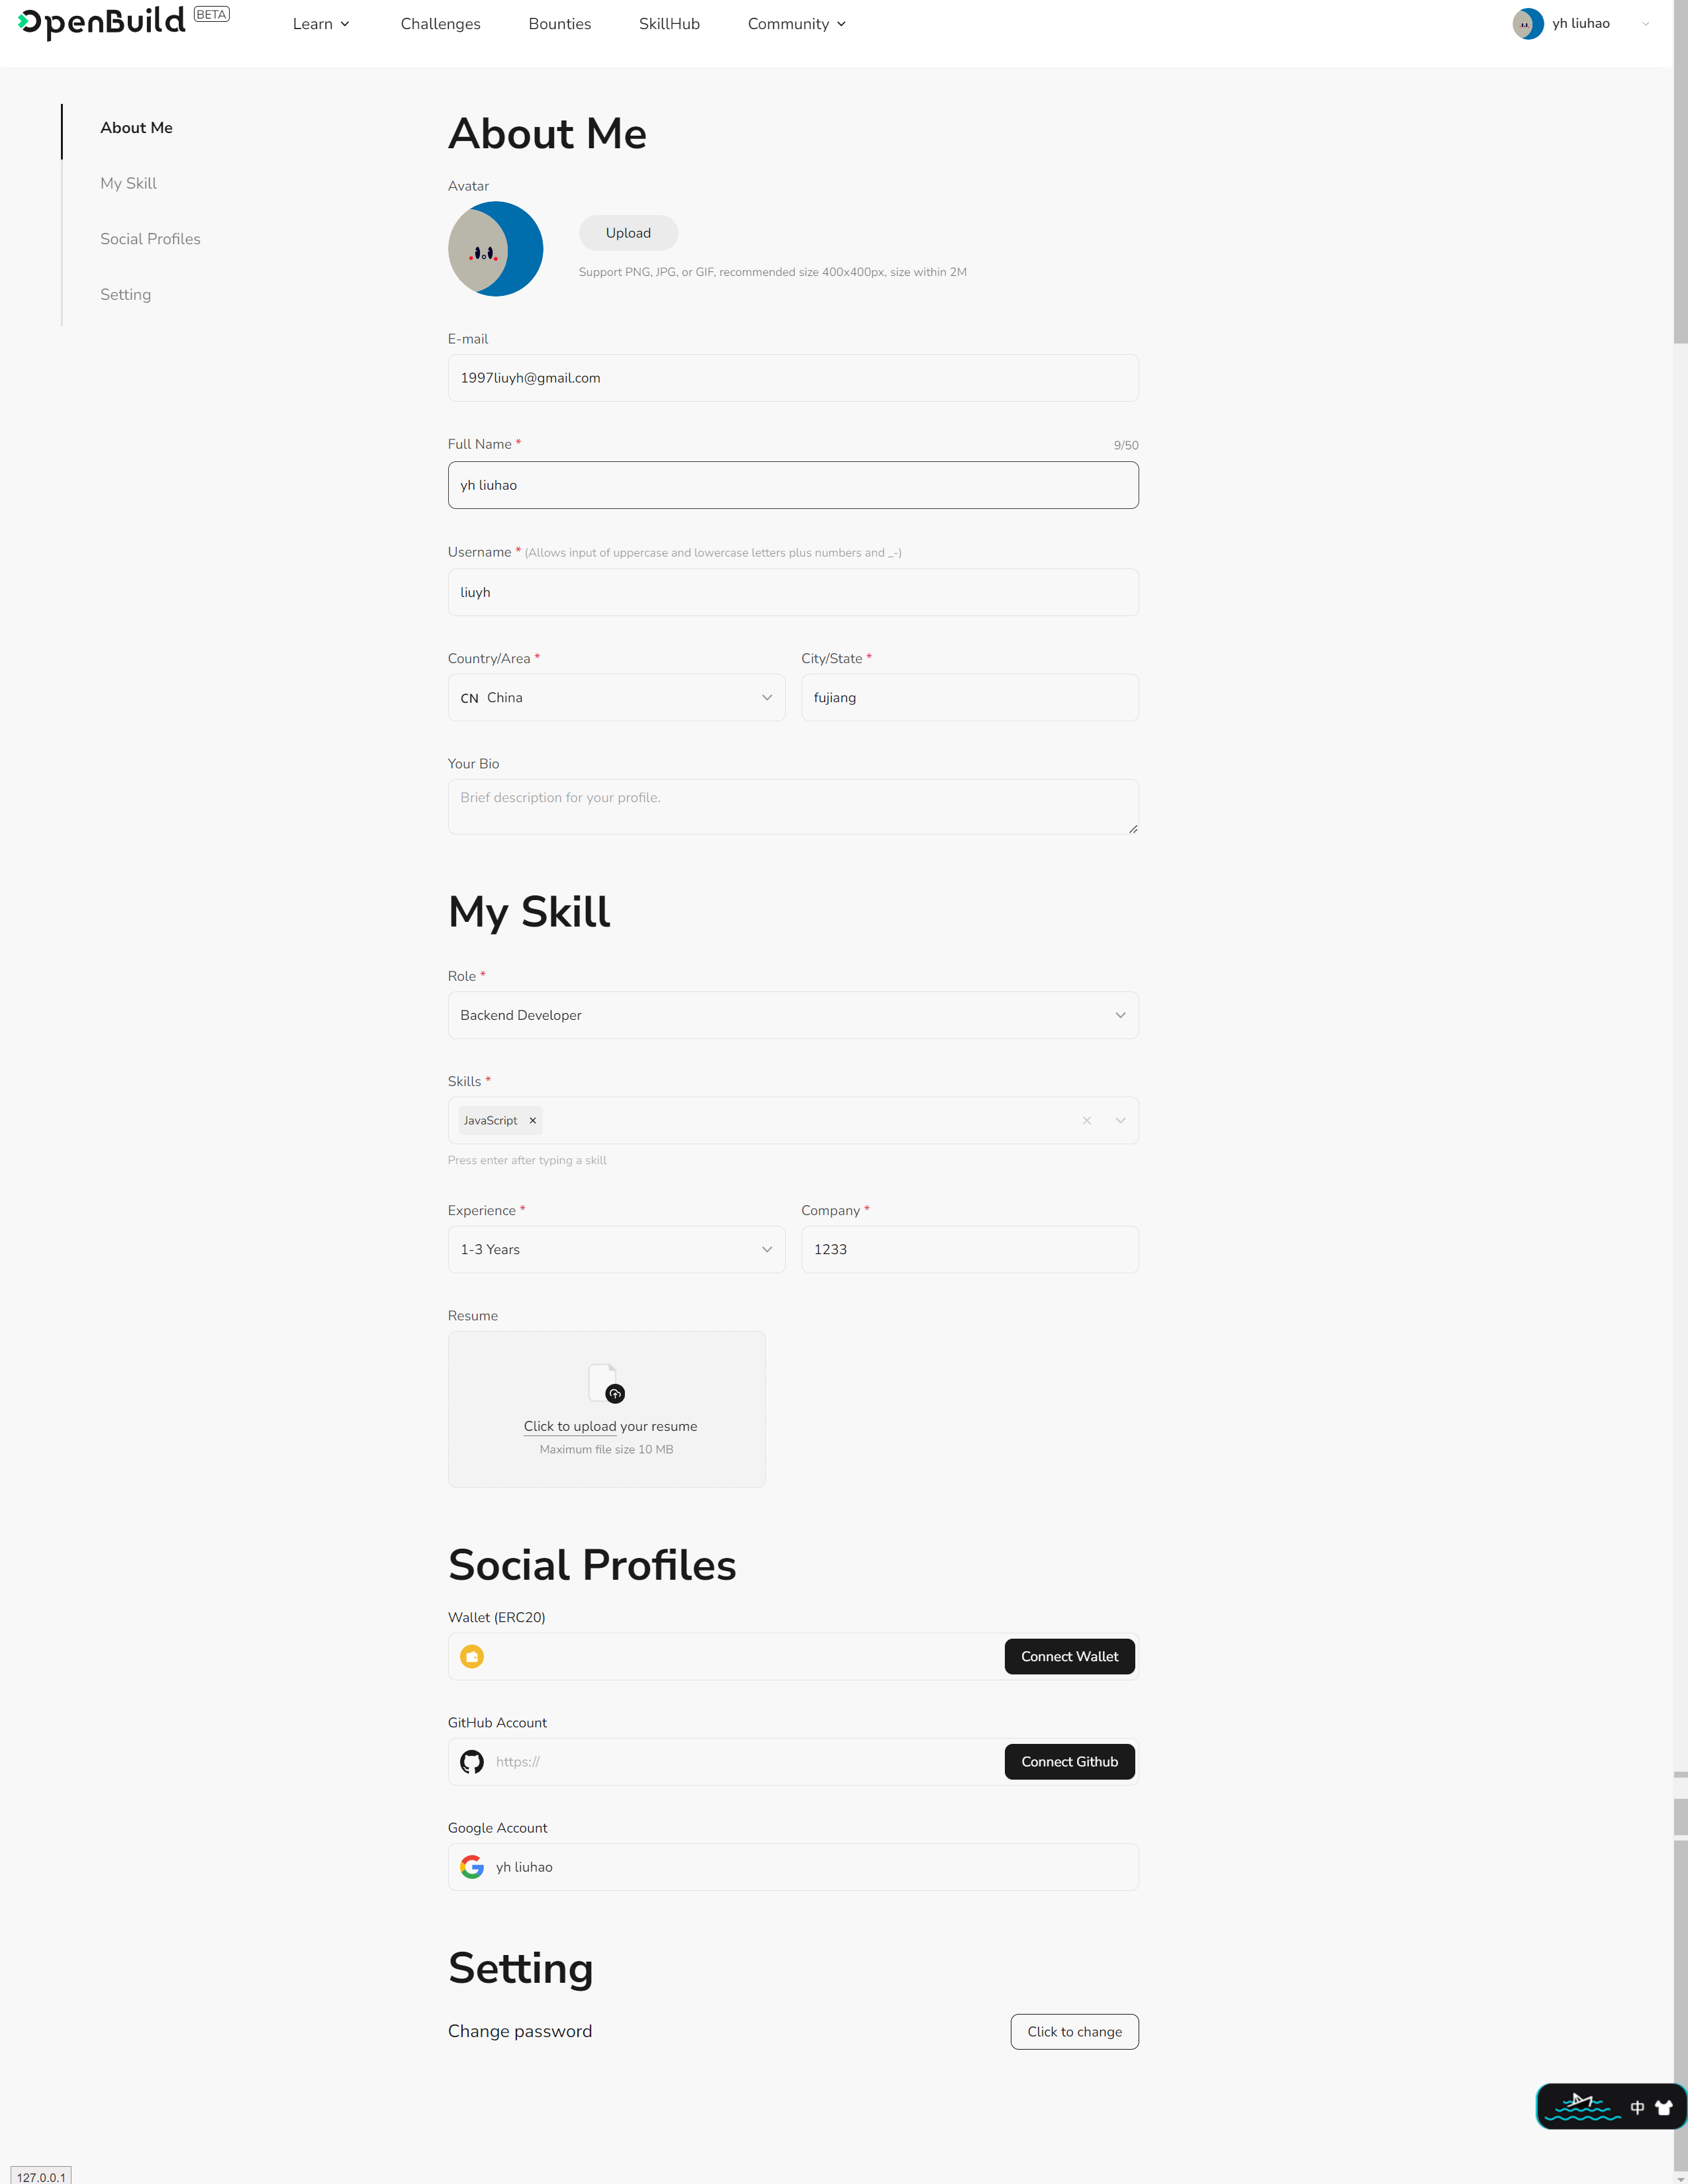 OpenBuild BETA
Learn Challenges Bounties SkillHub Community yh liuhao
About Me
My Skill
Social Profiles
Setting
About Me
Avatar
Upload
Support PNG, JPG, or GIF, recommended size 400x400px, size within 2M
E-mail
1997liuyh@gmail.com
Full Name * 9/50
yh liuhao
Username * (Allows input of uppercase and lowercase letters plus numbers and _-)
liuyh
Country/Area * City/State *
CN China fujiang
Your Bio
Brief description for your profile.
My Skill
Role *
Backend Developer
Skills *
JavaScript
Press enter after typing a skill
Experience * Company *
1-3 Years 1233
Resume
Click to upload your resume
Maximum file size 10 MB
Social Profiles
Wallet (ERC20)
Connect Wallet
GitHub Account
https:// Connect Github
Google Account
yh liuhao
Setting
Change password Click to change
中
127.0.0.1